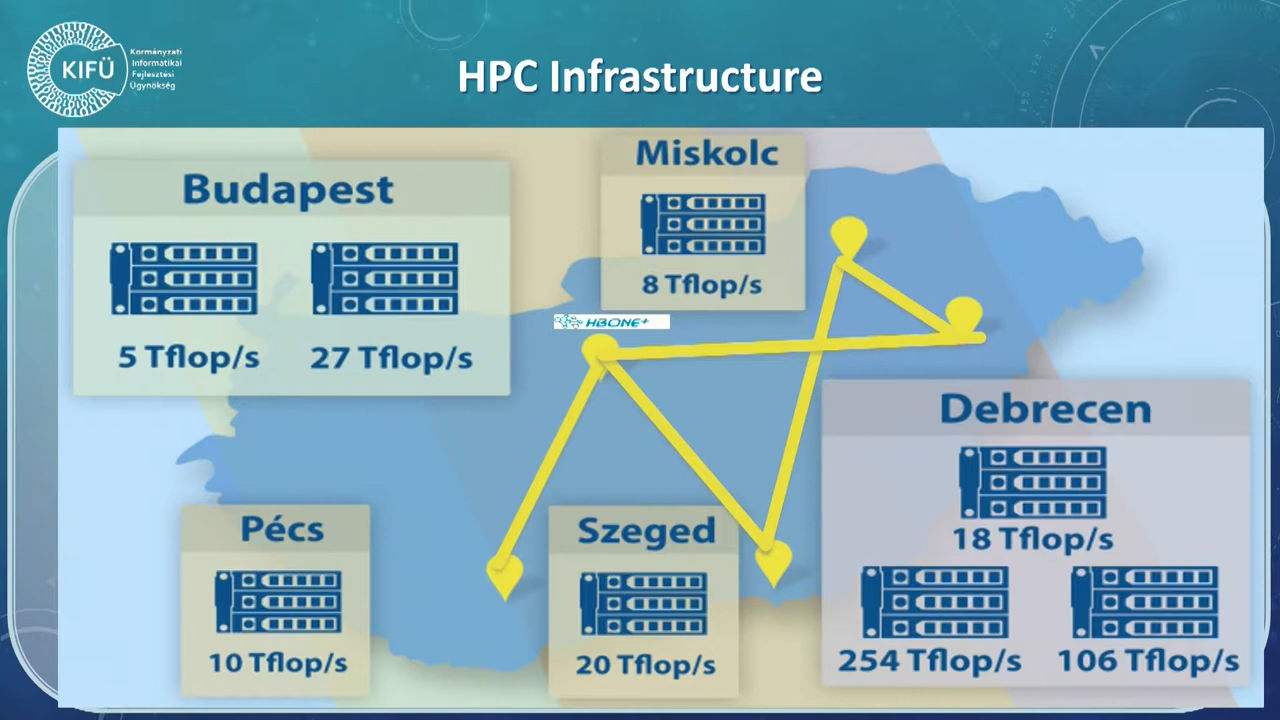 KIFÜ
Kormányzati
Informatikai
Fejlesztési
Ügynökség
HPC Infrastructure
Budapest
5 Tflop/s
27 Tflop/s
Miskolc
8 Tflop/s
HBONE+
Debrecen
18 Tflop/s
254 Tflop/s
106 Tflop/s
Pécs
10 Tflop/s
Szeged
20 Tflop/s